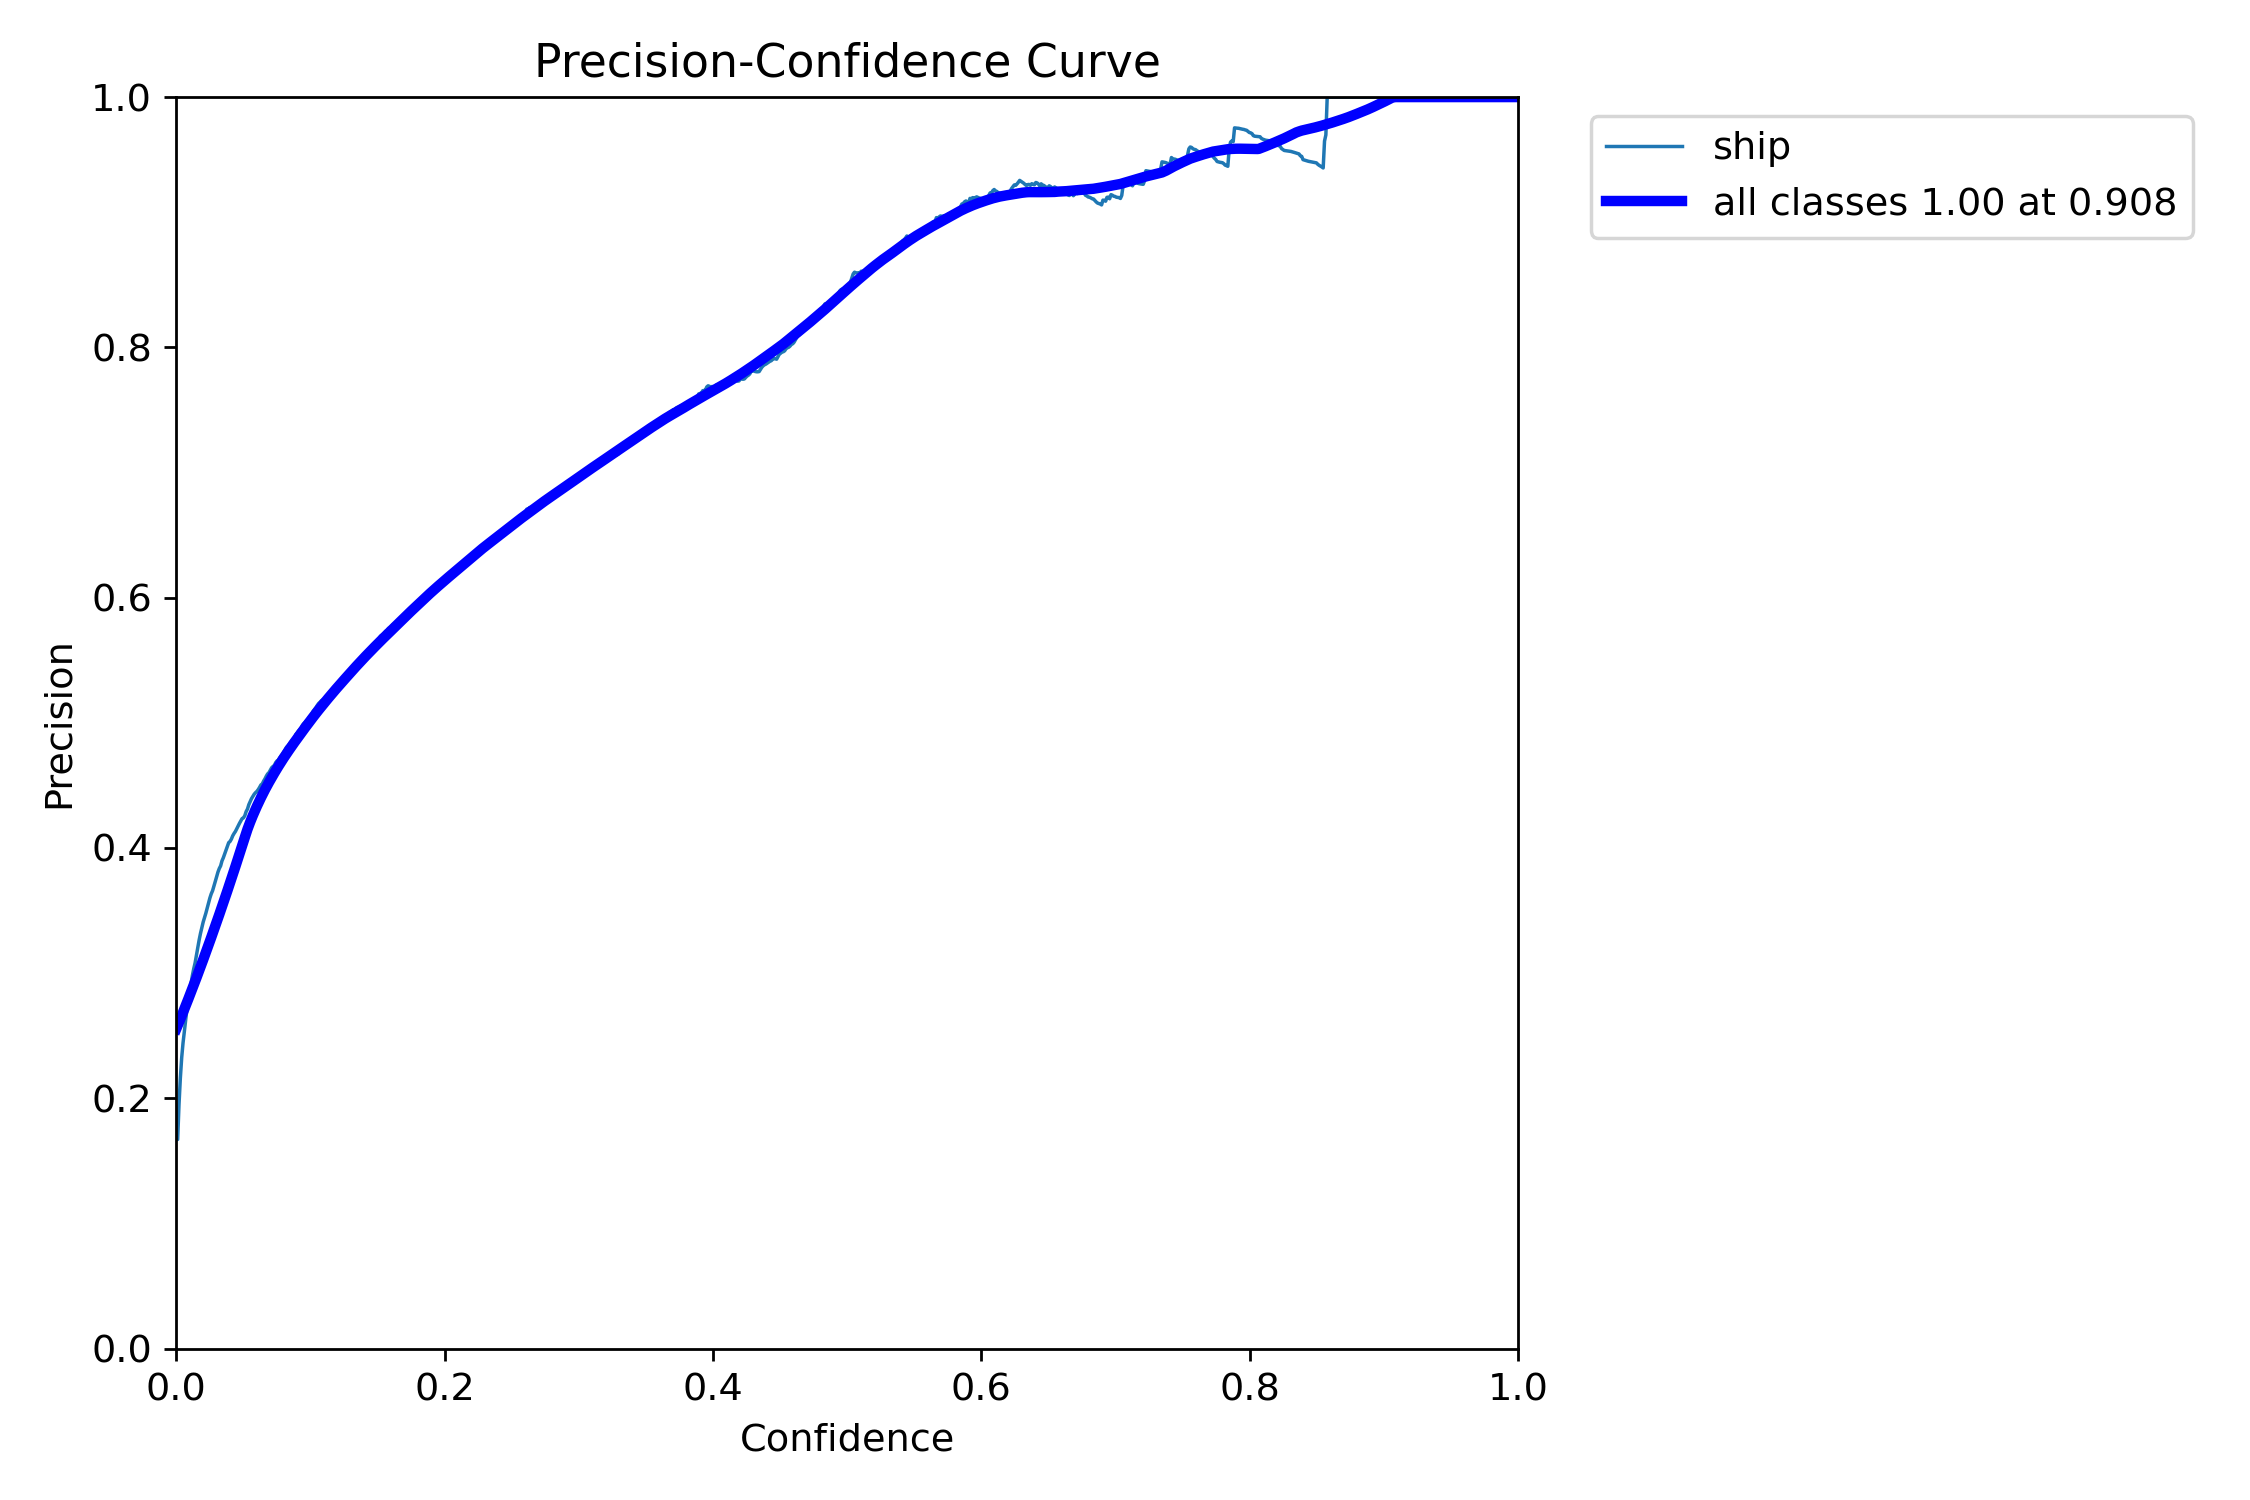 Precision-Confidence Curve
1.0
0.8
0.6
0.4
0.2
0.0
Precision
0.0 0.2 0.4 0.6 0.8 1.0
Confidence
ship
all classes 1.00 at 0.908